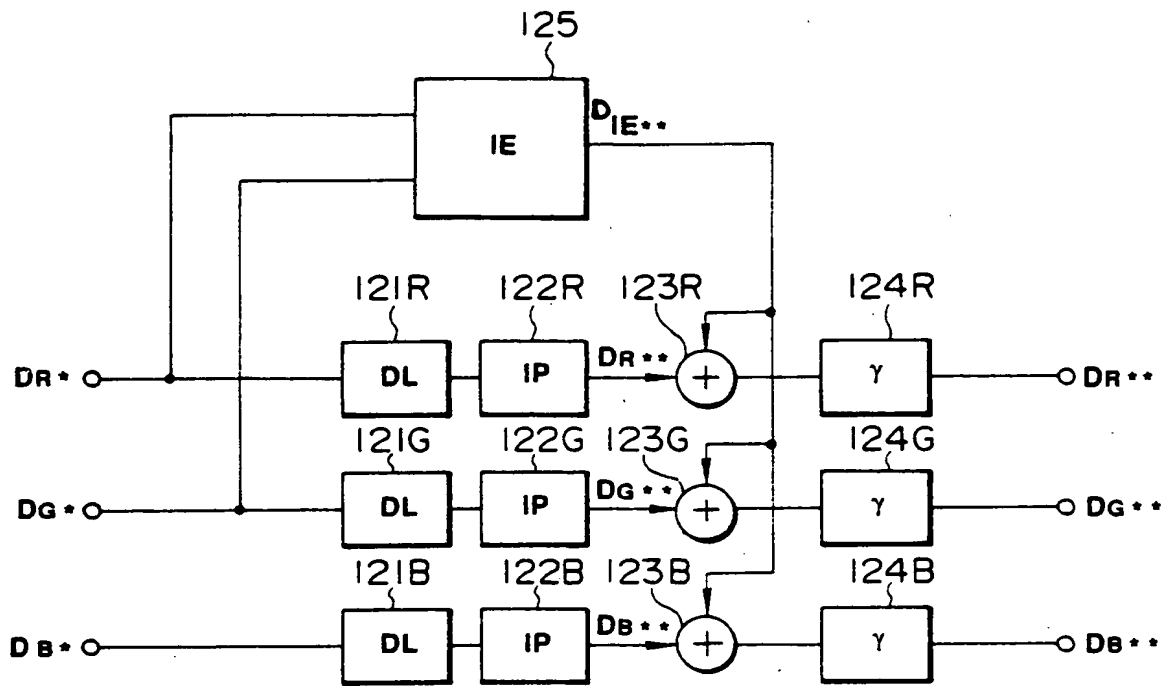 125
IE
DIE**
121R 122R 123R 124R
DR* DL IP DR** + γ DR**
121G 122G 123G 124G
DG* DL IP DG** + γ DG**
121B 122B 123B 124B
DB* DL IP DB** + γ DB**